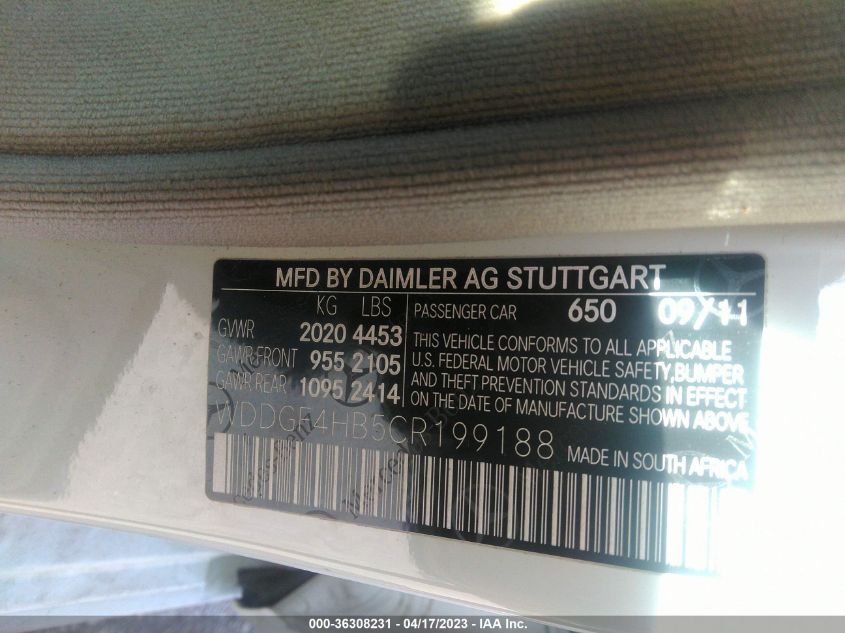 MFD BY DAIMLER AG STUTTGART
KG LBS
GVWR 2020 4453
GAWR FRONT 955 2105
GAWR REAR 1095 2414
PASSENGER CAR 650 09/11
THIS VEHICLE CONFORMS TO ALL APPLICABLE
U.S. FEDERAL MOTOR VEHICLE SAFETY, BUMPER
AND THEFT PREVENTION STANDARDS IN EFFECT
ON THE DATE OF MANUFACTURE SHOWN ABOVE
WDDGF4HB5CR199188
MADE IN SOUTH AFRICA
000-36308231 - 04/17/2023 - IAA Inc.